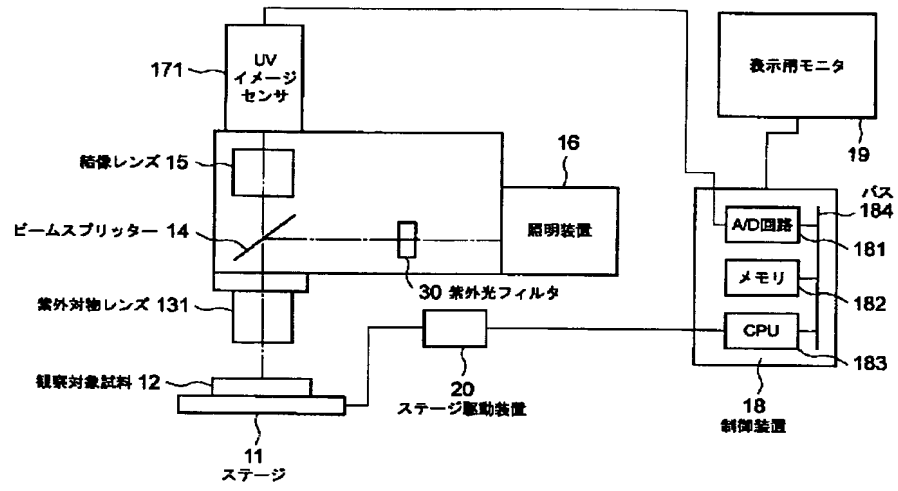 171
UV
イメージ
センサ
表示用モニタ
19
結像レンズ 15
16
照明装置
ビームスプリッター 14
30 紫外光フィルタ
紫外対物レンズ 131
バス
184
A/D回路
181
メモリ
182
CPU
183
18
制御装置
観察対象試料 12
20
ステージ駆動装置
11
ステージ